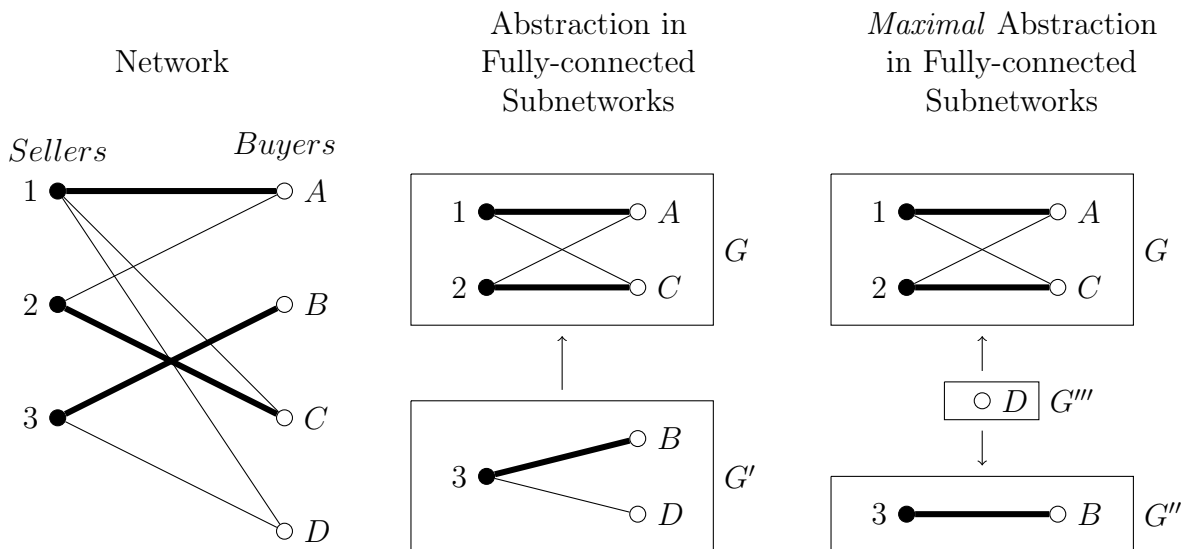 Network
Sellers
Buyers
1
A
2
B
3
C
D
Abstraction in
Fully-connected
Subnetworks
1
A
2
C
G
3
B
D
G′
Maximal Abstraction
in Fully-connected
Subnetworks
1
A
2
C
G
D
G‴
3
B
G″